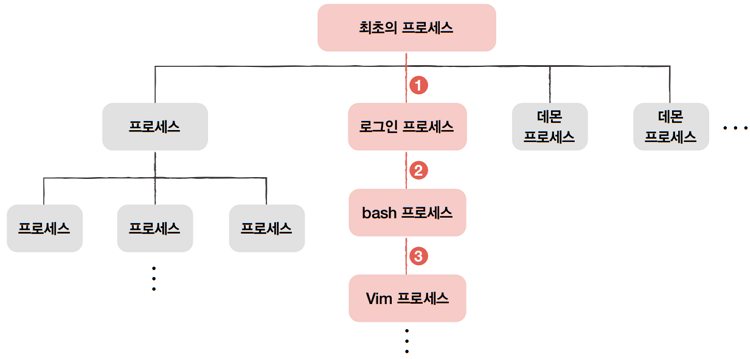 최초의 프로세스
1
프로세스
로그인 프로세스
데몬
프로세스
데몬
프로세스
...
2
프로세스
프로세스
프로세스
bash 프로세스
3
Vim 프로세스